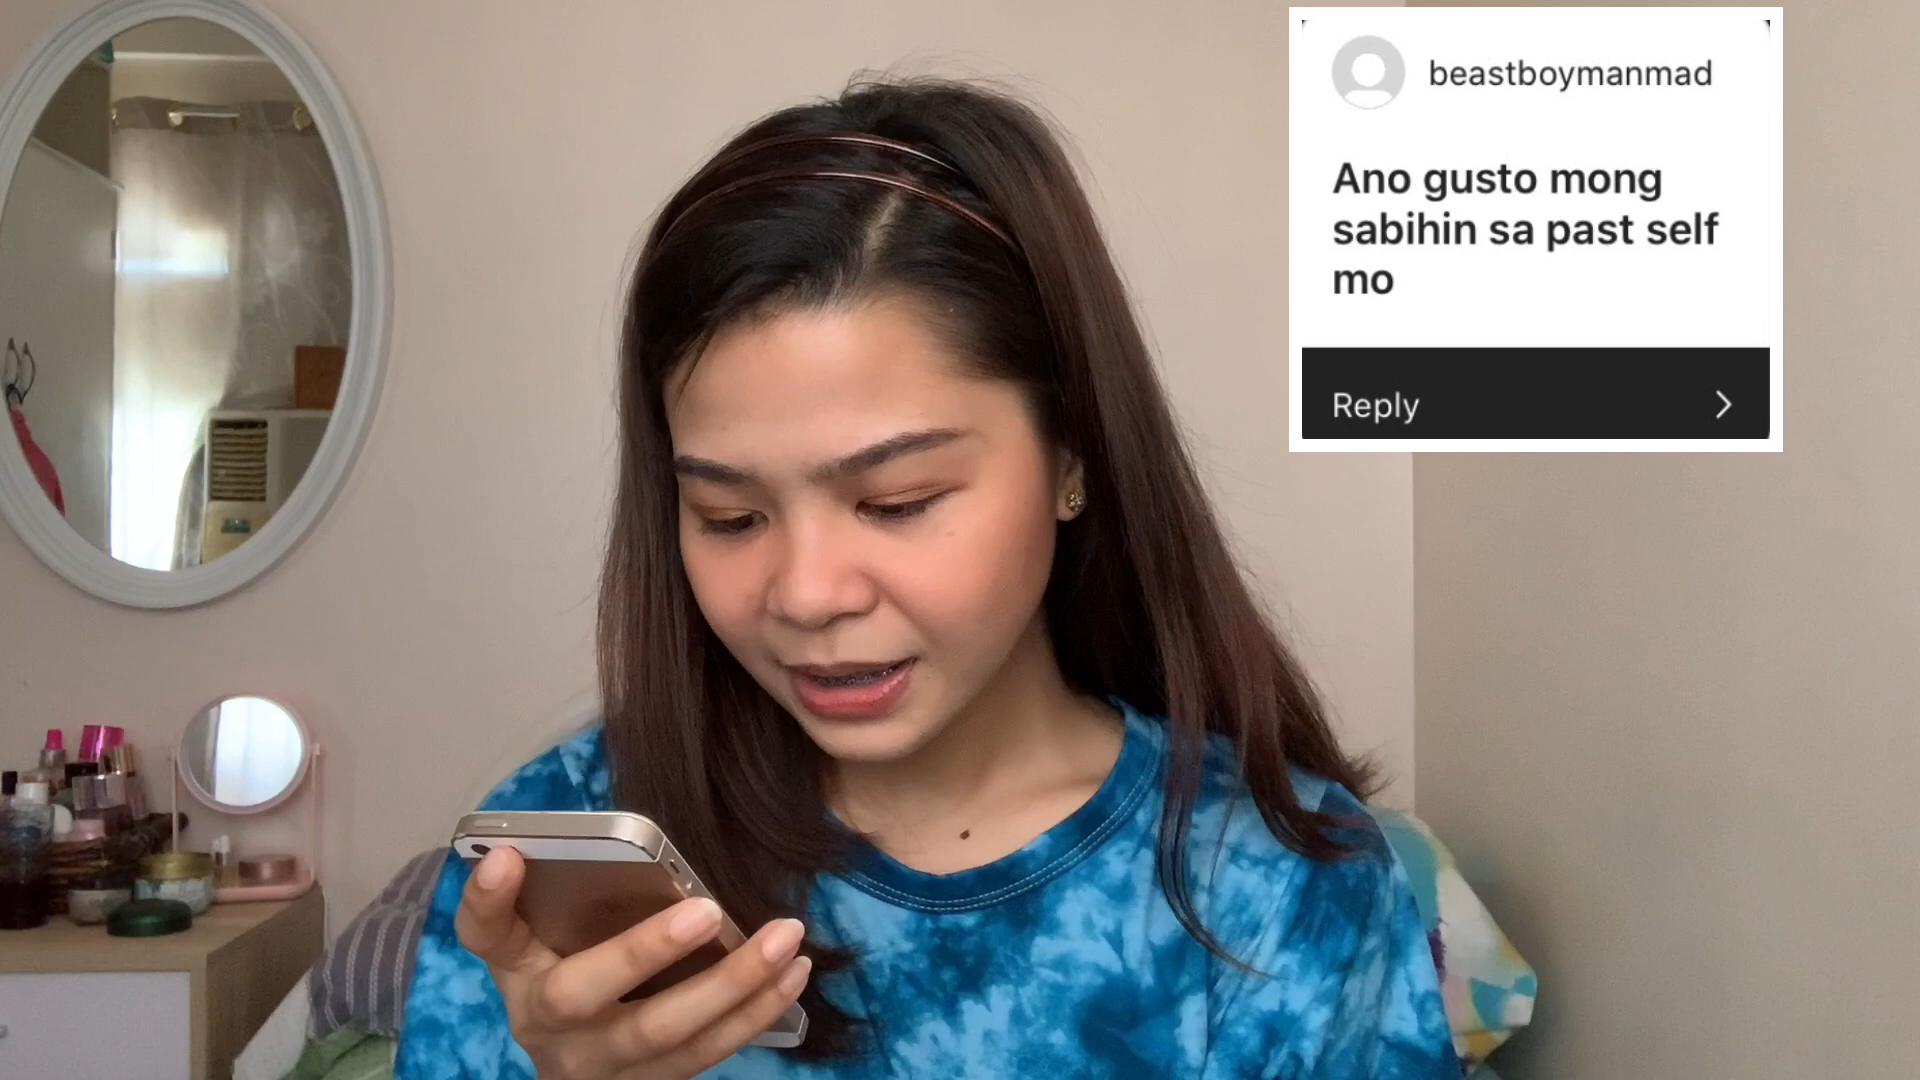 beastboymanmad
Ano gusto mong
sabihin sa past self
mo
Reply